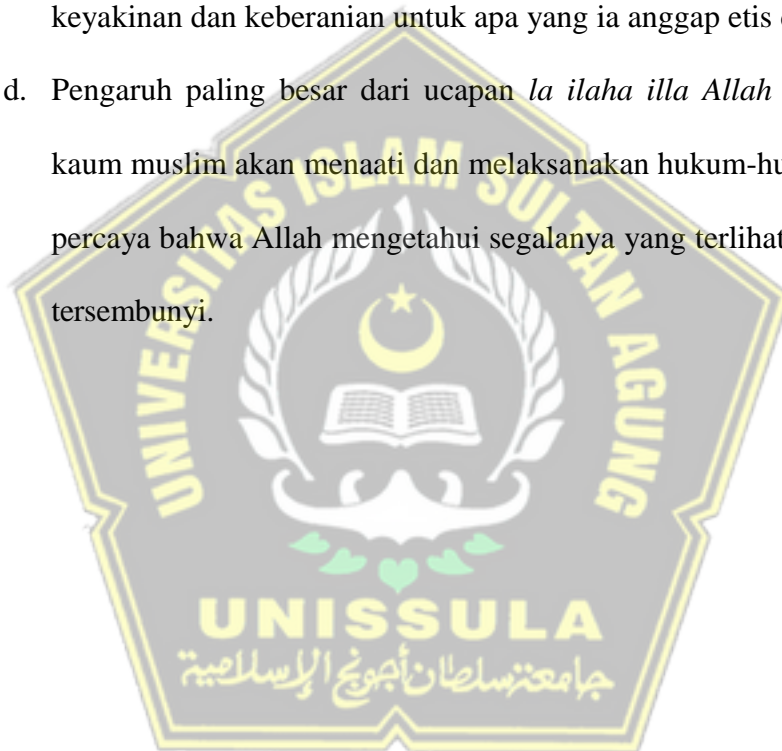 keyakinan dan keberanian untuk apa yang ia anggap etis
d. Pengaruh paling besar dari ucapan la ilaha illa Allah
kaum muslim akan menaati dan melaksanakan hukum-hu
percaya bahwa Allah mengetahui segalanya yang terlihat
tersembunyi.
UNIVERSITAS ISLAM SULTAN AGUNG
UNISSULA
جامعة سلطان أجونج الإسلامية